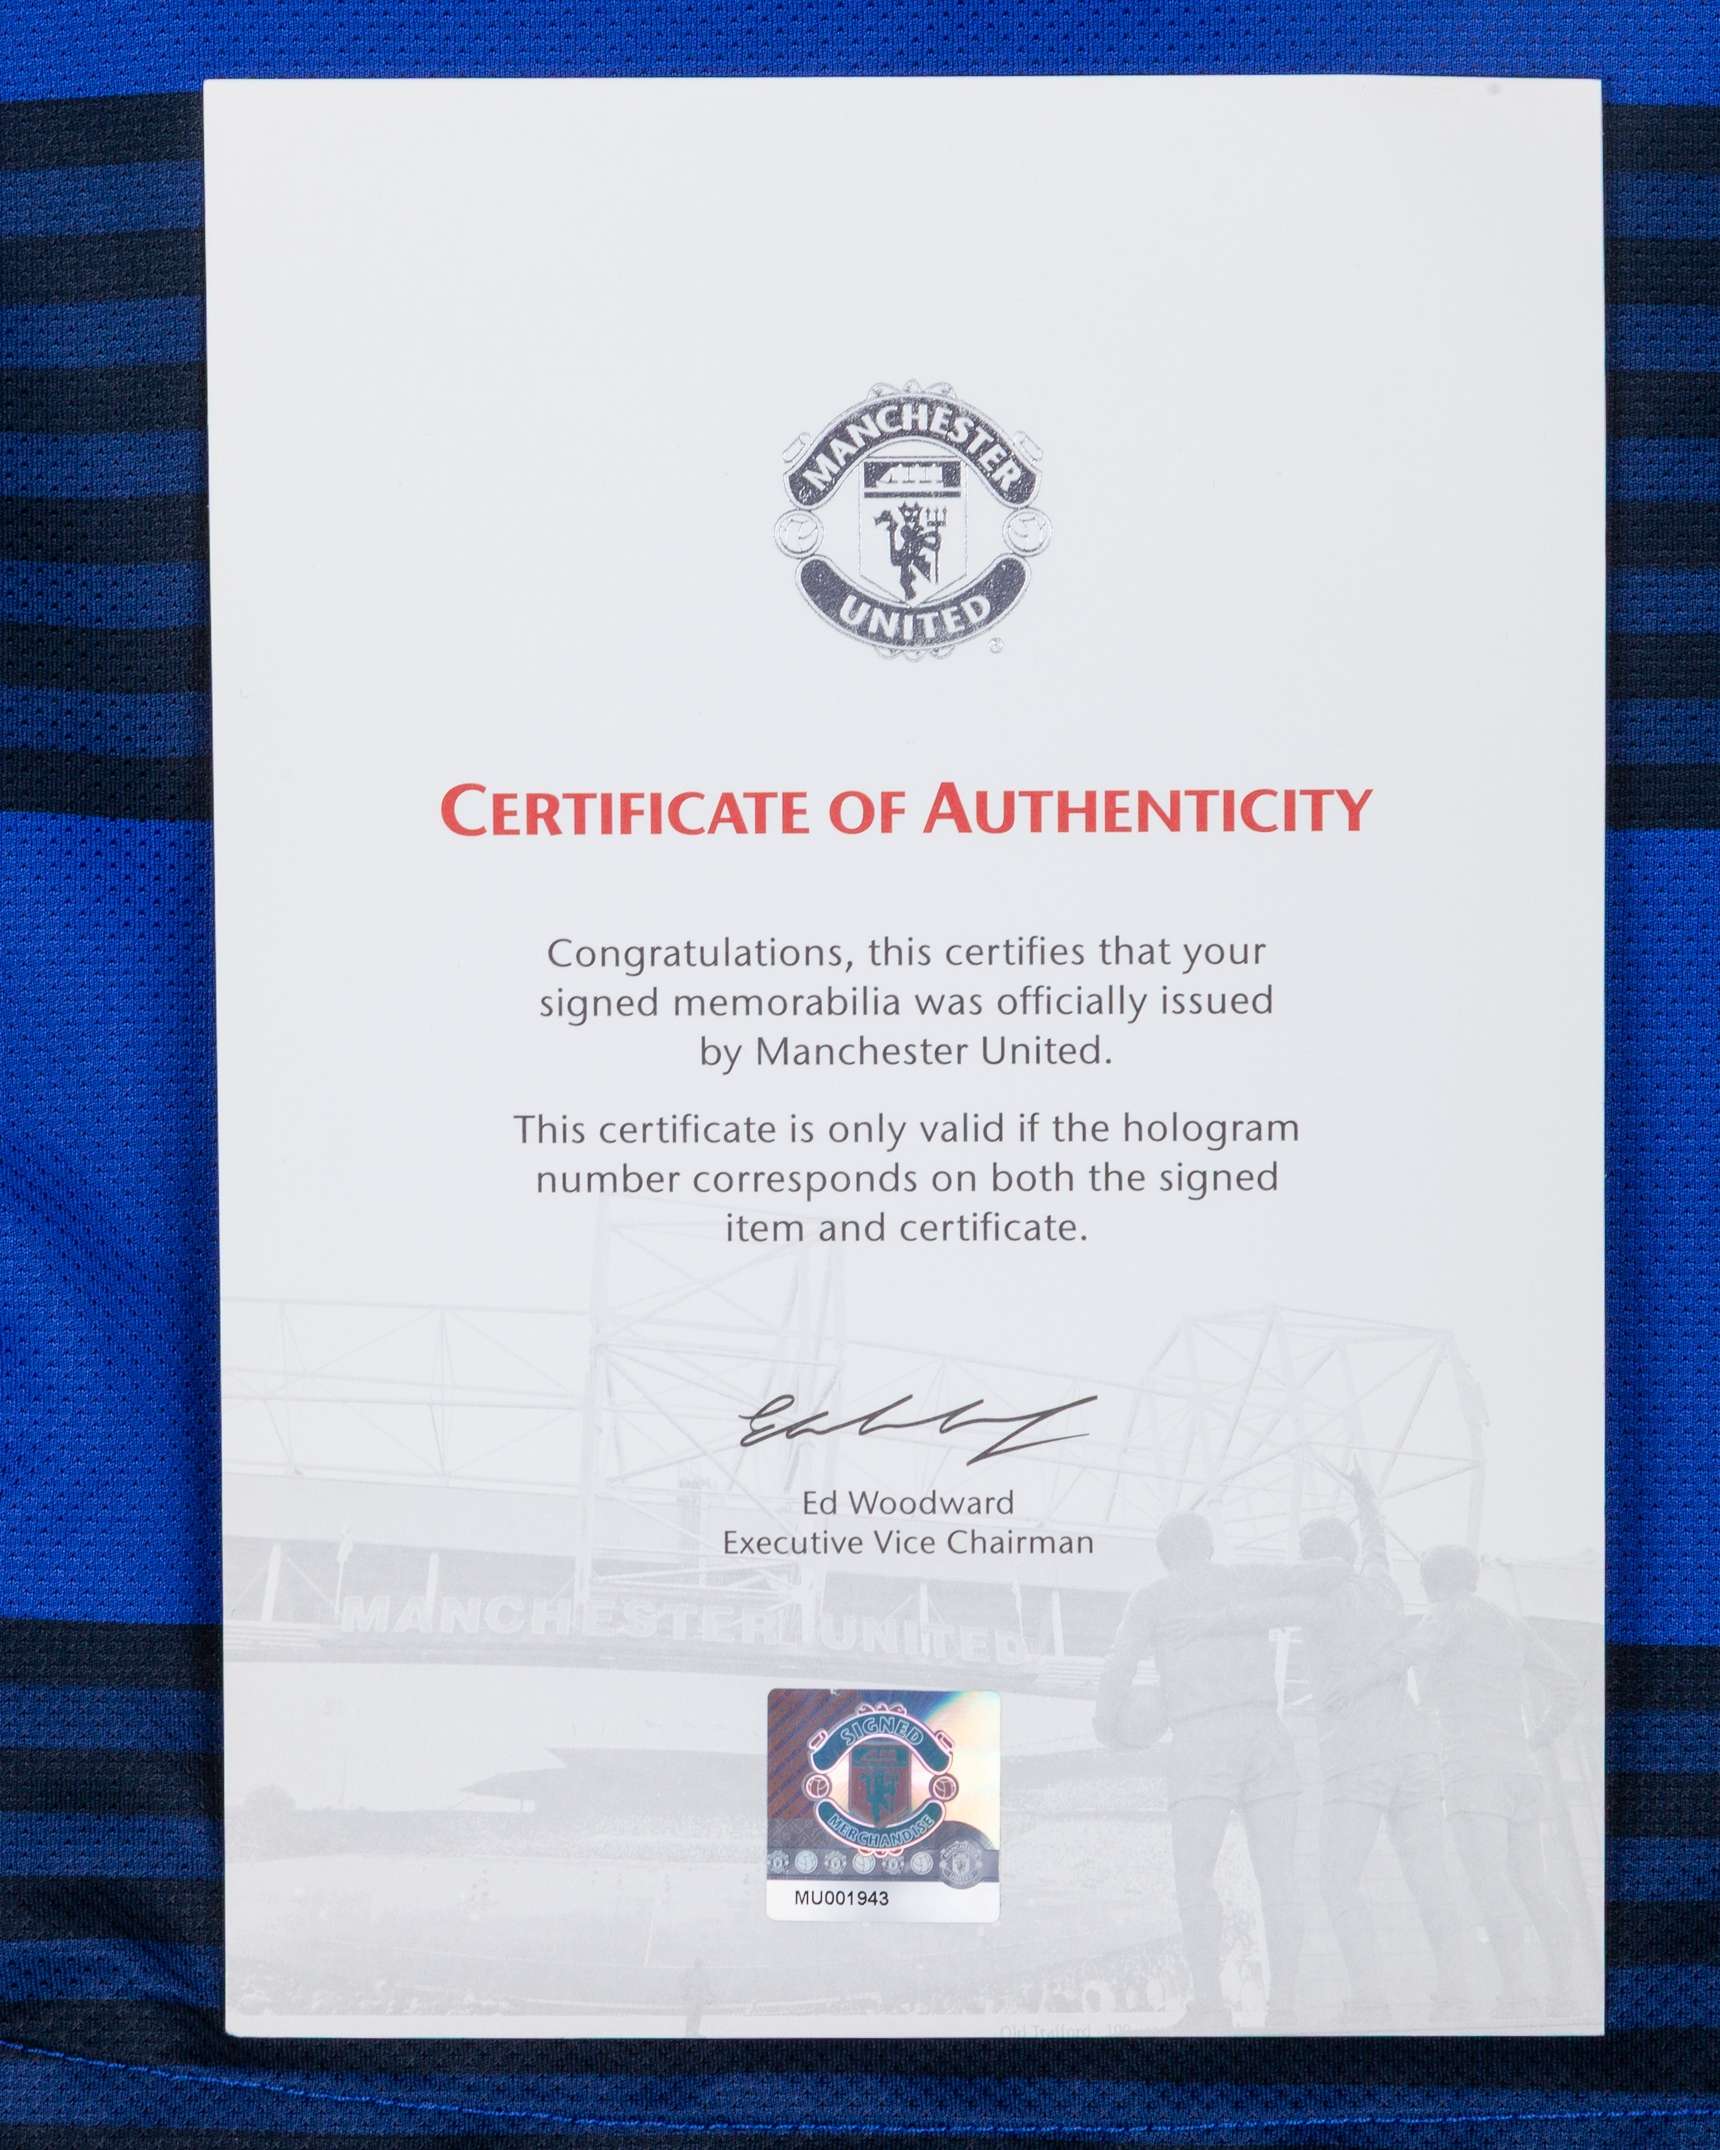 MANCHESTER
UNITED
CERTIFICATE OF AUTHENTICITY
Congratulations, this certifies that your
signed memorabilia was officially issued
by Manchester United.
This certificate is only valid if the hologram
number corresponds on both the signed
item and certificate.
Ed Woodward
Executive Vice Chairman
MANCHESTER UNITED
SIGNED
MERCHANDISE
MU001943
Old Trafford